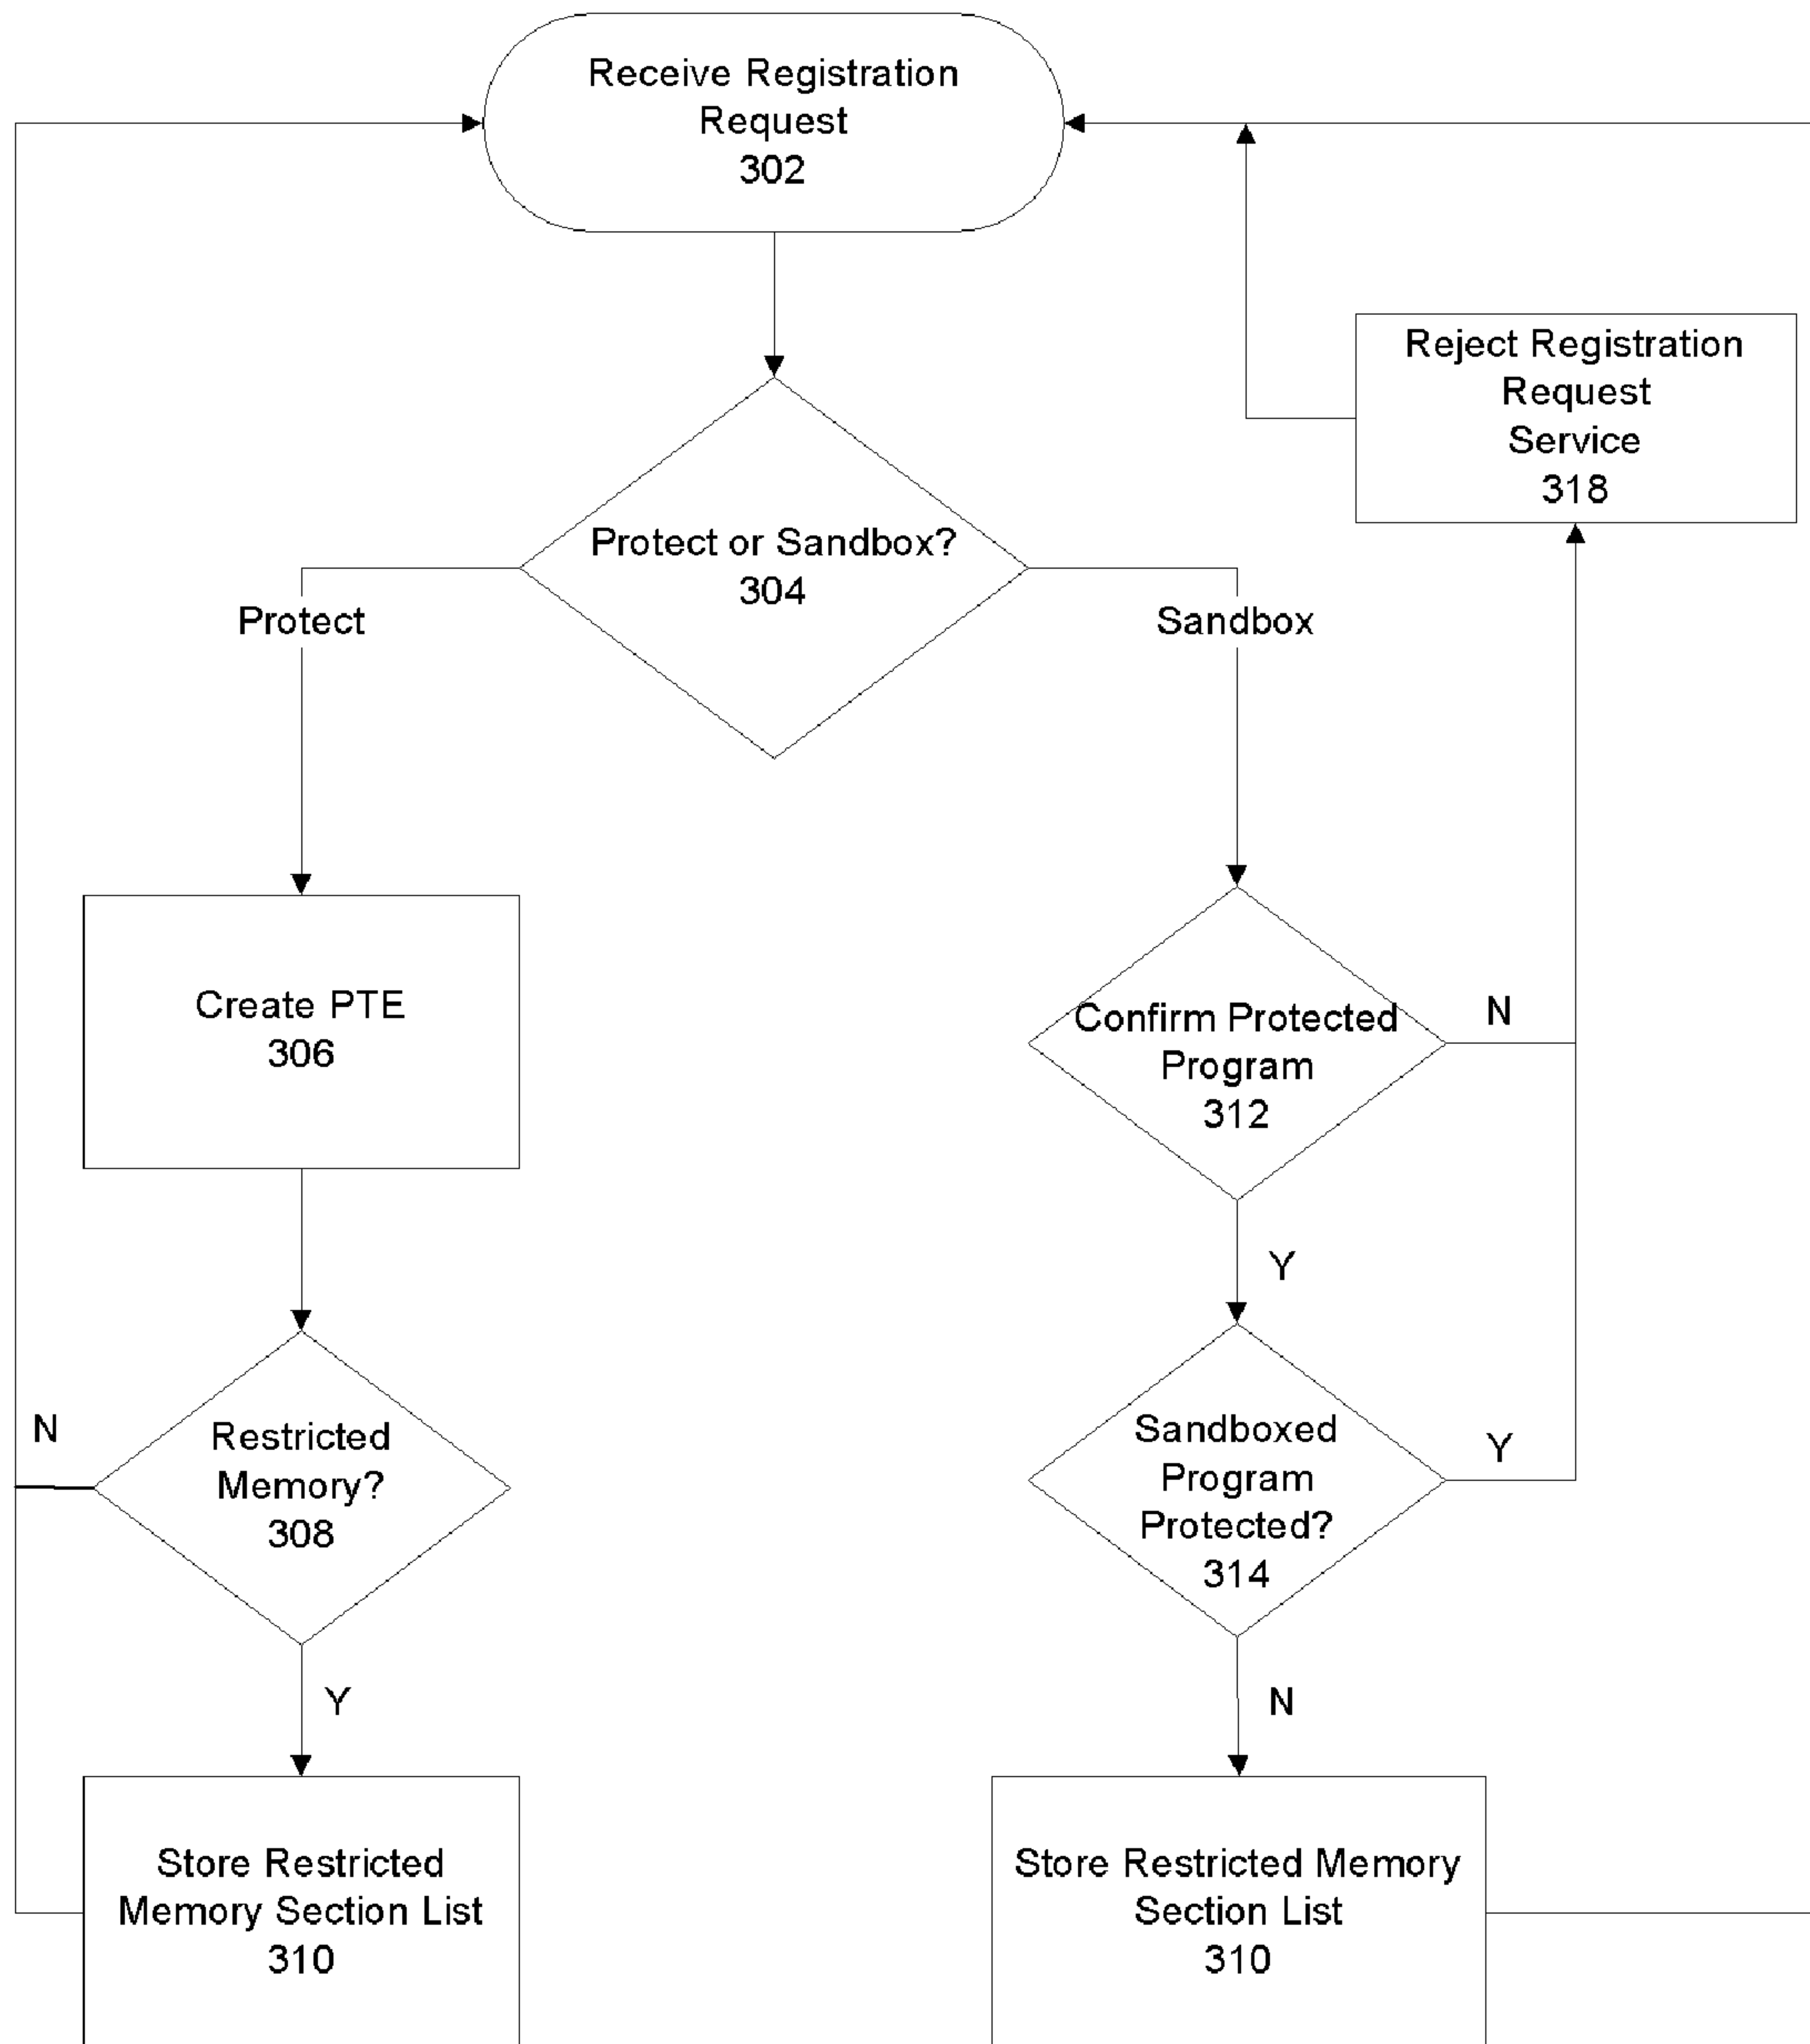 Receive Registration
Request
302
Reject Registration
Request
Service
318
Protect or Sandbox?
304
Protect
Sandbox
Create PTE
306
Confirm Protected
Program
312
N
Y
Restricted
Memory?
308
N
Sandboxed
Program
Protected?
314
Y
Y
N
Store Restricted
Memory Section List
310
Store Restricted Memory
Section List
310